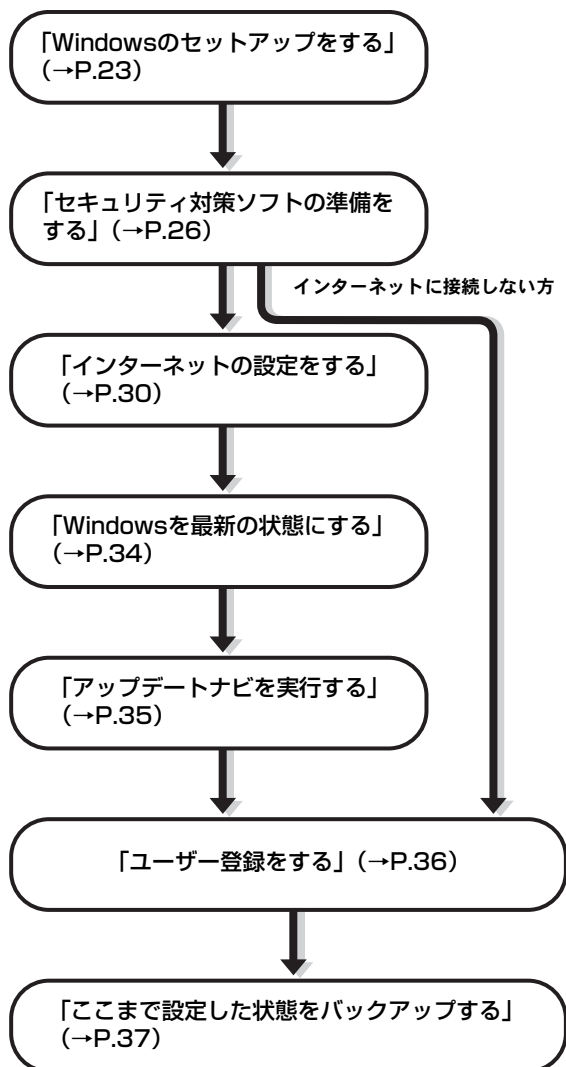 「Windowsのセットアップをする」
（→P.23）
「セキュリティ対策ソフトの準備を
する」（→P.26）
インターネットに接続しない方
「インターネットの設定をする」
（→P.30）
「Windowsを最新の状態にする」
（→P.34）
「アップデートナビを実行する」
（→P.35）
「ユーザー登録をする」（→P.36）
「ここまで設定した状態をバックアップする」
（→P.37）